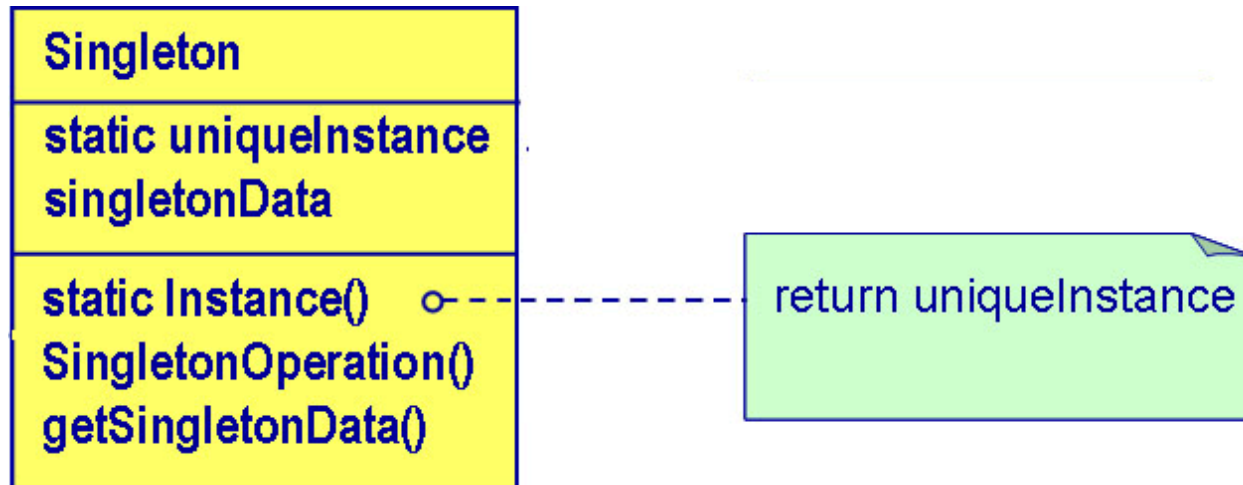 Singleton
static uniqueInstance
singletonData
static Instance()
SingletonOperation()
getSingletonData()
return uniqueInstance